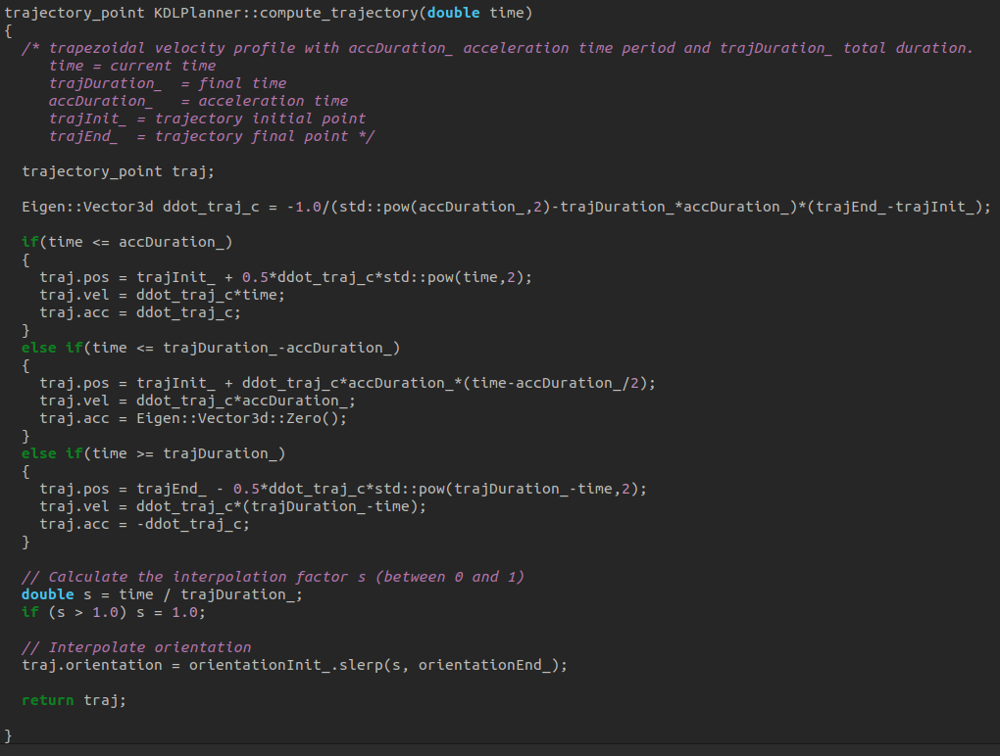 trajectory_point KDLPlanner::compute_trajectory(double time)
{
  /* trapezoidal velocity profile with accDuration_ acceleration time period and trajDuration_ total duration.
     time = current time
     trajDuration_  = final time
     accDuration_   = acceleration time
     trajInit_ = trajectory initial point
     trajEnd_  = trajectory final point */

  trajectory_point traj;

  Eigen::Vector3d ddot_traj_c = -1.0/(std::pow(accDuration_,2)-trajDuration_*accDuration_)*(trajEnd_-trajInit_);

  if(time <= accDuration_)
  {
    traj.pos = trajInit_ + 0.5*ddot_traj_c*std::pow(time,2);
    traj.vel = ddot_traj_c*time;
    traj.acc = ddot_traj_c;
  }
  else if(time <= trajDuration_-accDuration_)
  {
    traj.pos = trajInit_ + ddot_traj_c*accDuration_*(time-accDuration_/2);
    traj.vel = ddot_traj_c*accDuration_;
    traj.acc = Eigen::Vector3d::Zero();
  }
  else if(time >= trajDuration_)
  {
    traj.pos = trajEnd_ - 0.5*ddot_traj_c*std::pow(trajDuration_-time,2);
    traj.vel = ddot_traj_c*(trajDuration_-time);
    traj.acc = -ddot_traj_c;
  }

  // Calculate the interpolation factor s (between 0 and 1)
  double s = time / trajDuration_;
  if (s > 1.0) s = 1.0;

  // Interpolate orientation
  traj.orientation = orientationInit_.slerp(s, orientationEnd_);

  return traj;

}